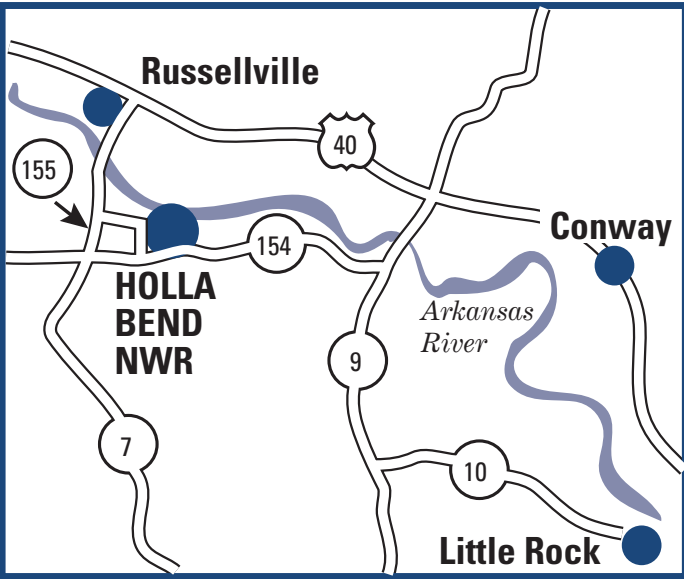 Russellville
40
155
Conway
154
HOLLA
BEND
NWR
Arkansas
River
9
7
10
Little Rock